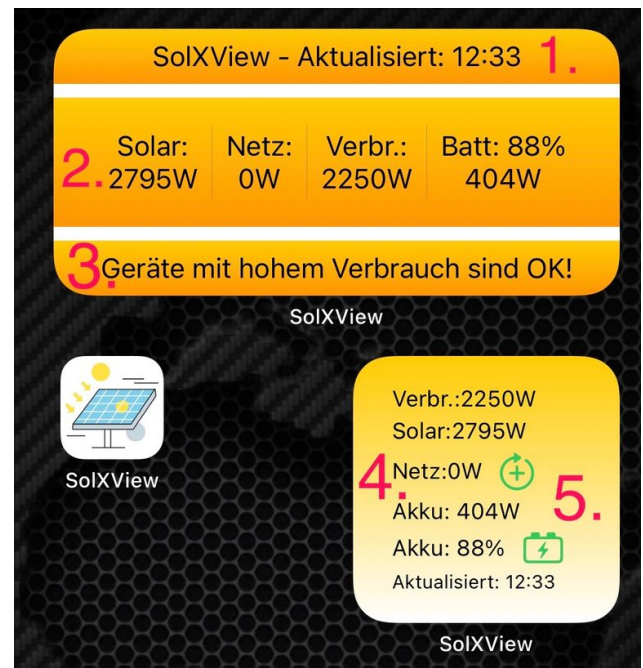 SolXView - Aktualisiert: 12:33 1.
2. Solar: Netz: Verbr.: Batt: 88%
2795W 0W 2250W 404W
3. Geräte mit hohem Verbrauch sind OK!
SolXView
SolXView
Verbr.:2250W
Solar:2795W
4. Netz:0W 5.
Akku: 404W
Akku: 88%
Aktualisiert: 12:33
SolXView